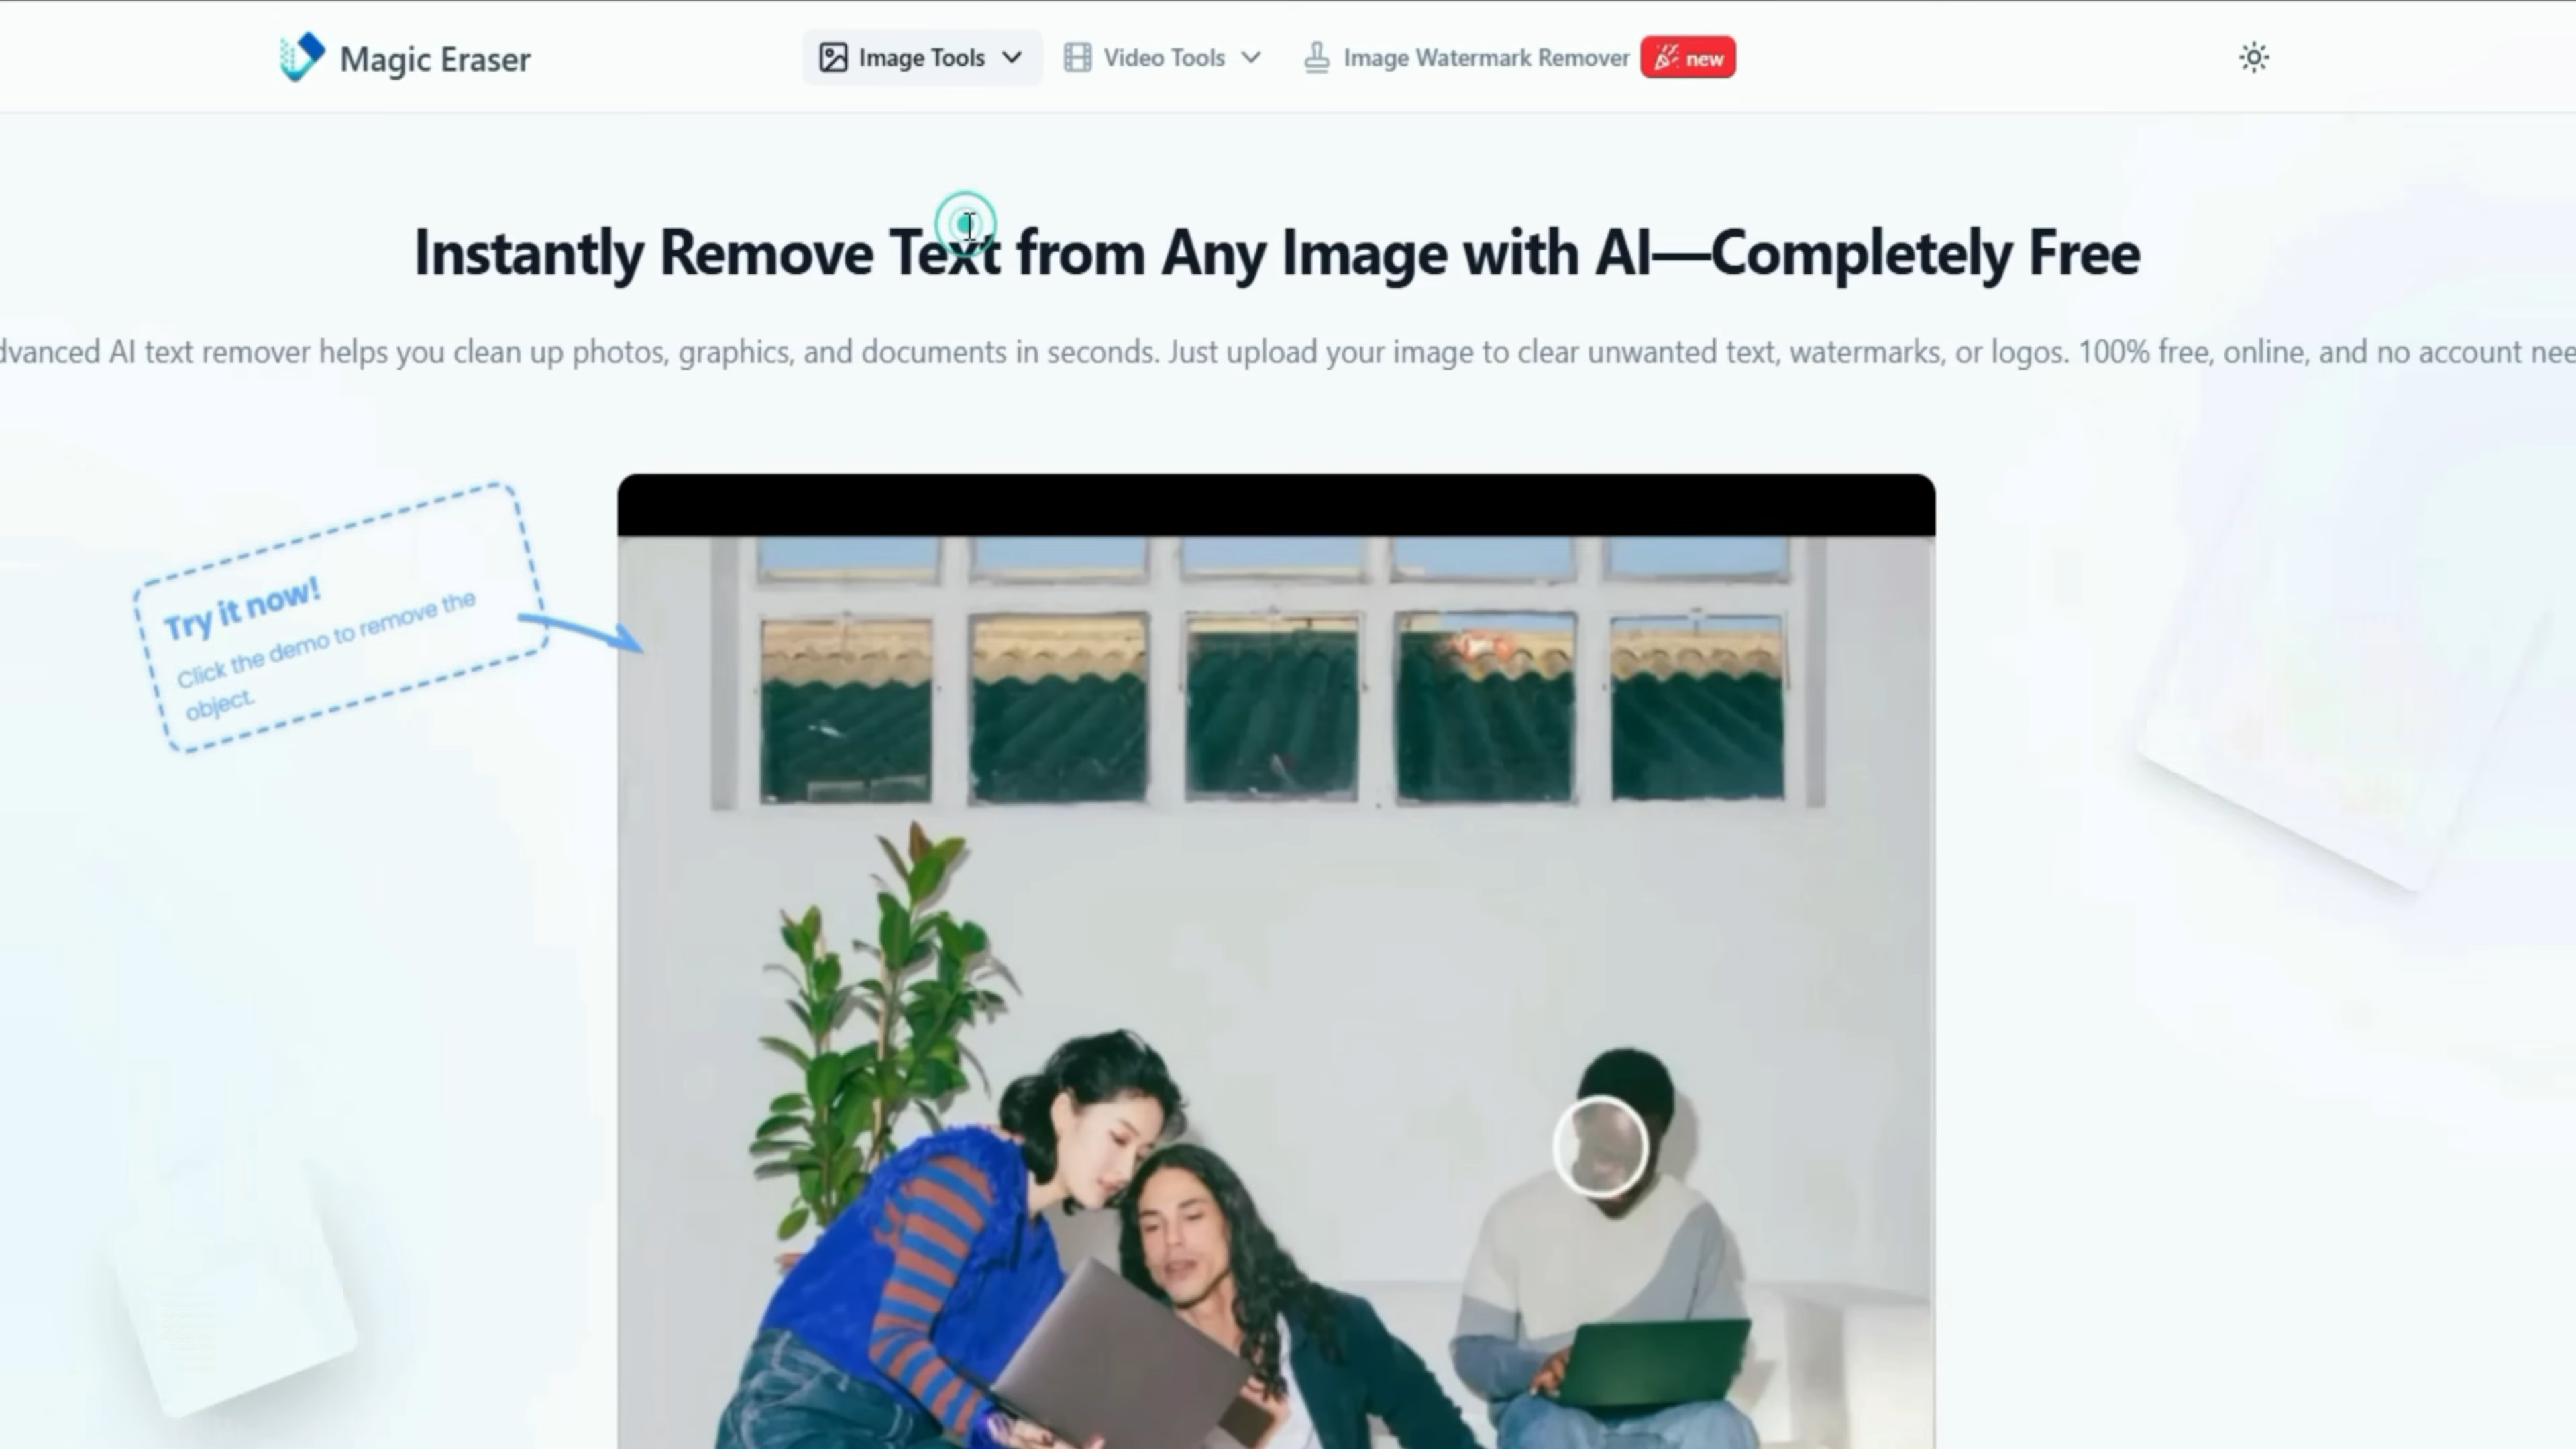 Magic Eraser
Image Tools
Video Tools
Image Watermark Remover
new
Instantly Remove Text from Any Image with AI—Completely Free
AI text remover helps you clean up photos, graphics, and documents in seconds. Just upload your image to clear unwanted text, watermarks, or logos. 100% free, online, and no account
Try it now!
Click the demo to remove the
object.